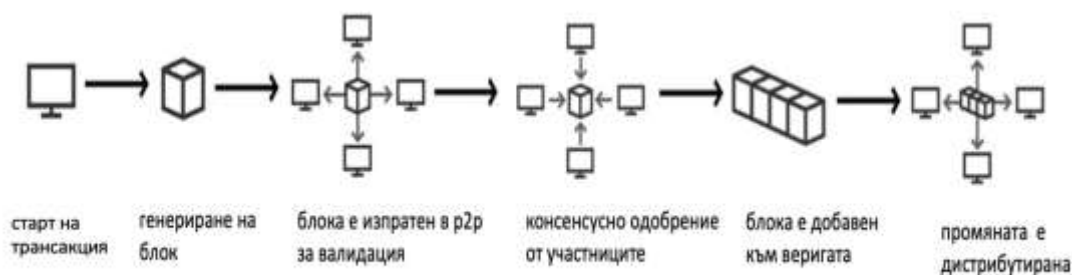 старт на
трансакция
генериране на
блок
блока е изпратен в p2p
за валидация
консенсусно одобрение
от участниците
блока е добавен
към веригата
промяната е
дистрибутирана